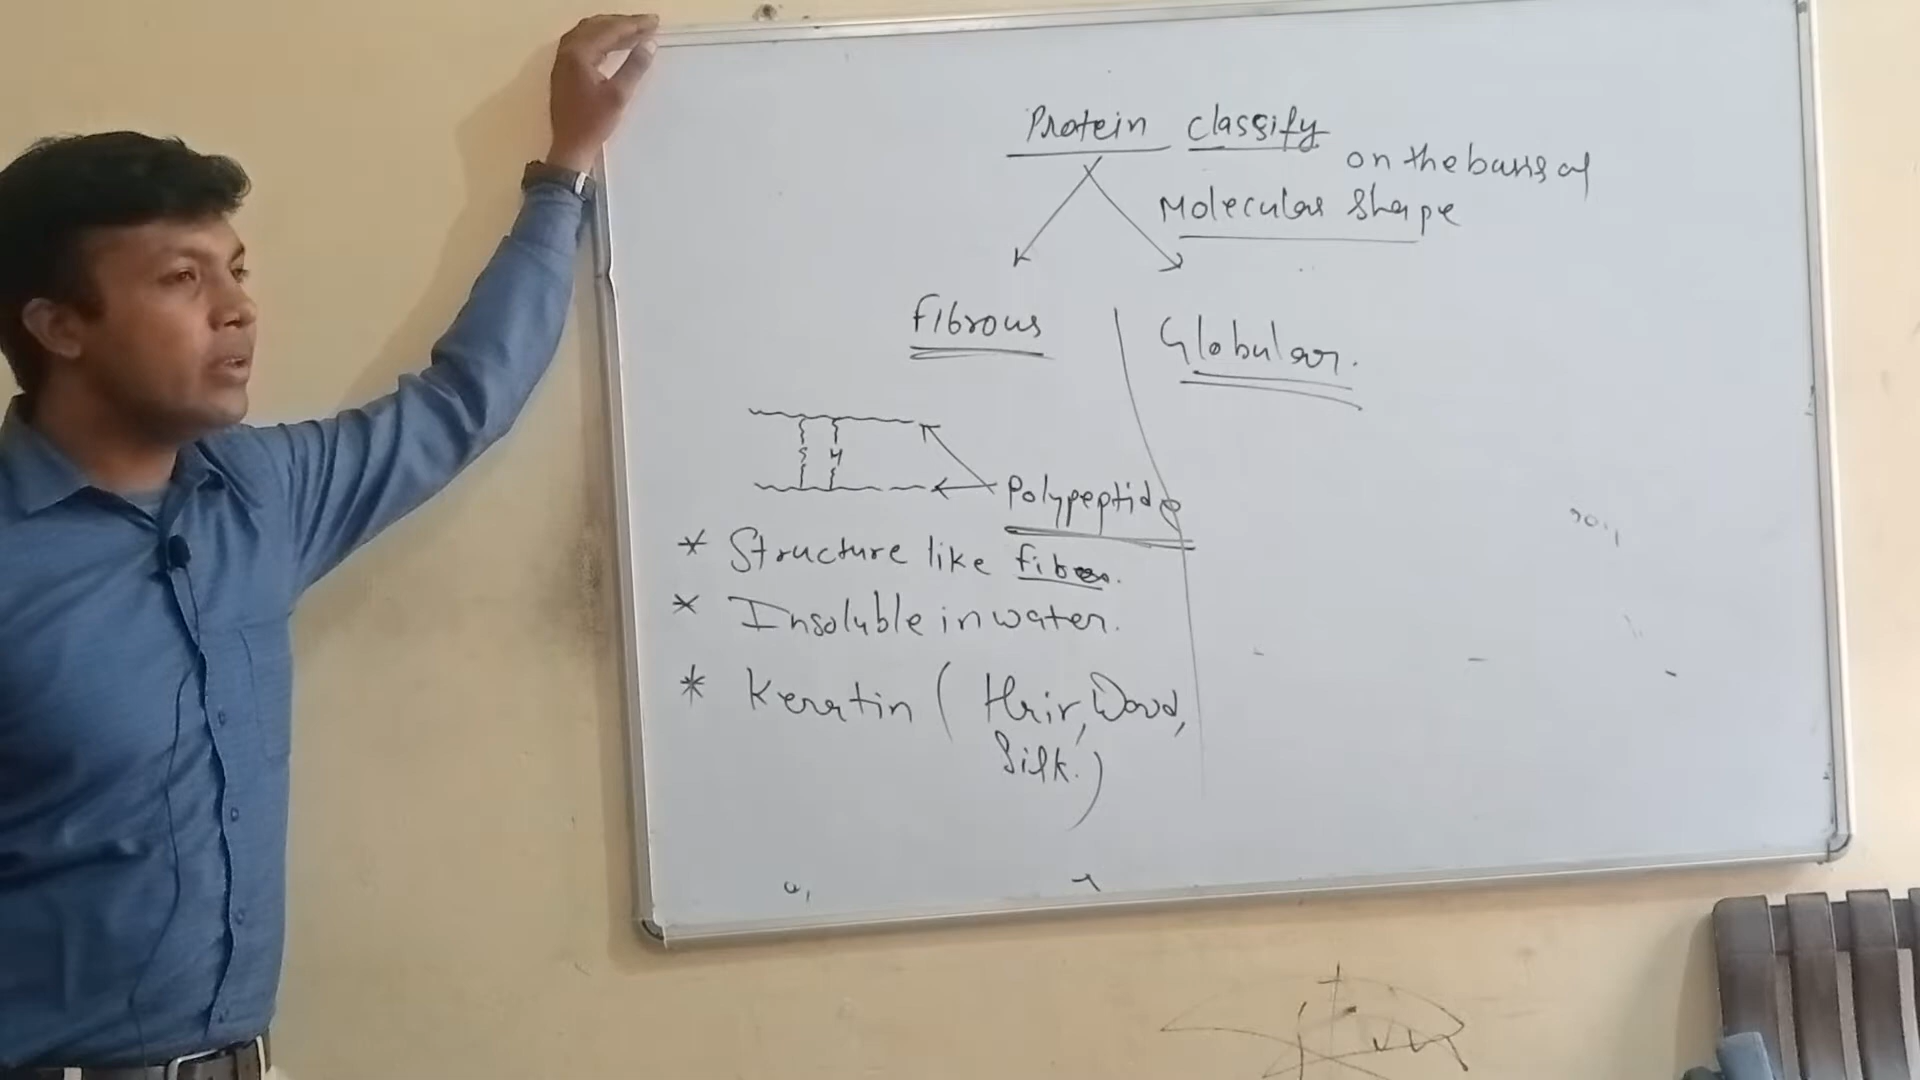 Protein classify
on the basis of
Molecular Shape
Fibrous
Globular.
S H
Polypeptide
* Structure like fibre.
* Insoluble in water.
* Keratin ( Hair, Wool,
Silk.)